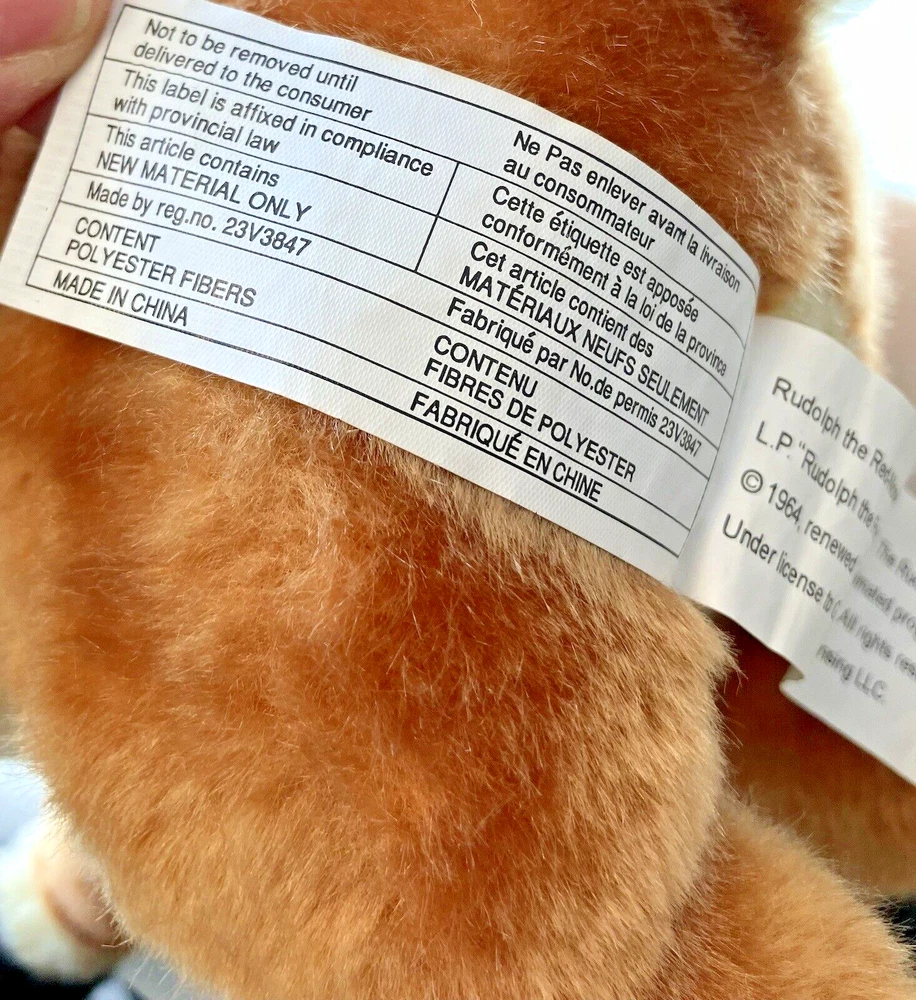 Not to be removed until
delivered to the consumer
This label is affixed in compliance
with provincial law
This article contains
NEW MATERIAL ONLY
Made by reg.no. 23V3847
CONTENT
POLYESTER FIBERS
MADE IN CHINA
Ne Pas enlever avant la livraison
au consommateur
Cette étiquette est apposée
conformément à la loi de la province
Cet article contient des
MATÉRIAUX NEUFS SEULEMENT
Fabriqué par No.de permis 23V3847
CONTENU
FIBRES DE POLYESTER
FABRIQUÉ EN CHINE
Rudolph the
L.P. "Rudolph the
© 1964, renewed
Under license
The
All rights
LLC.